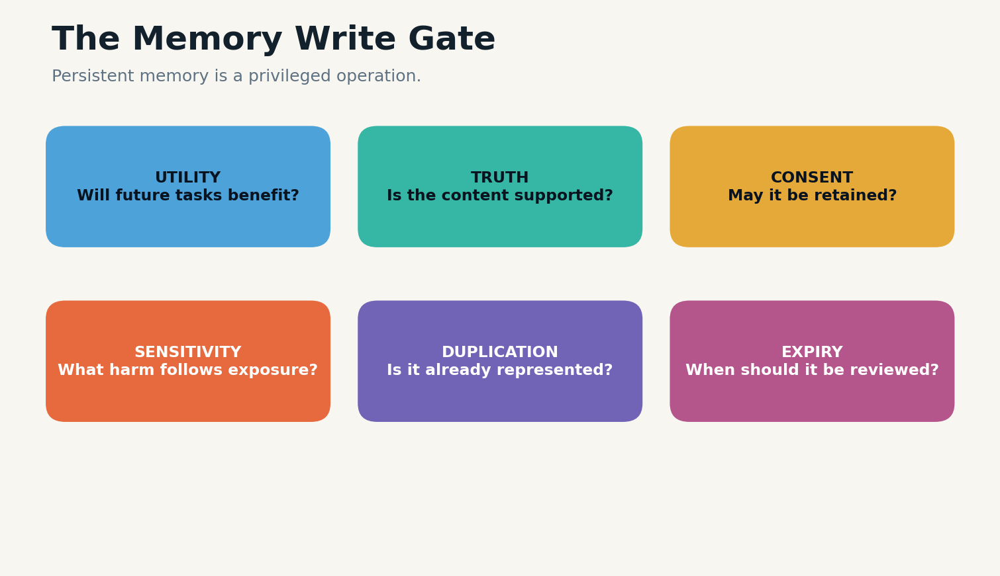 The Memory Write Gate
Persistent memory is a privileged operation.
UTILITY
Will future tasks benefit?
TRUTH
Is the content supported?
CONSENT
May it be retained?
SENSITIVITY
What harm follows exposure?
DUPLICATION
Is it already represented?
EXPIRY
When should it be reviewed?